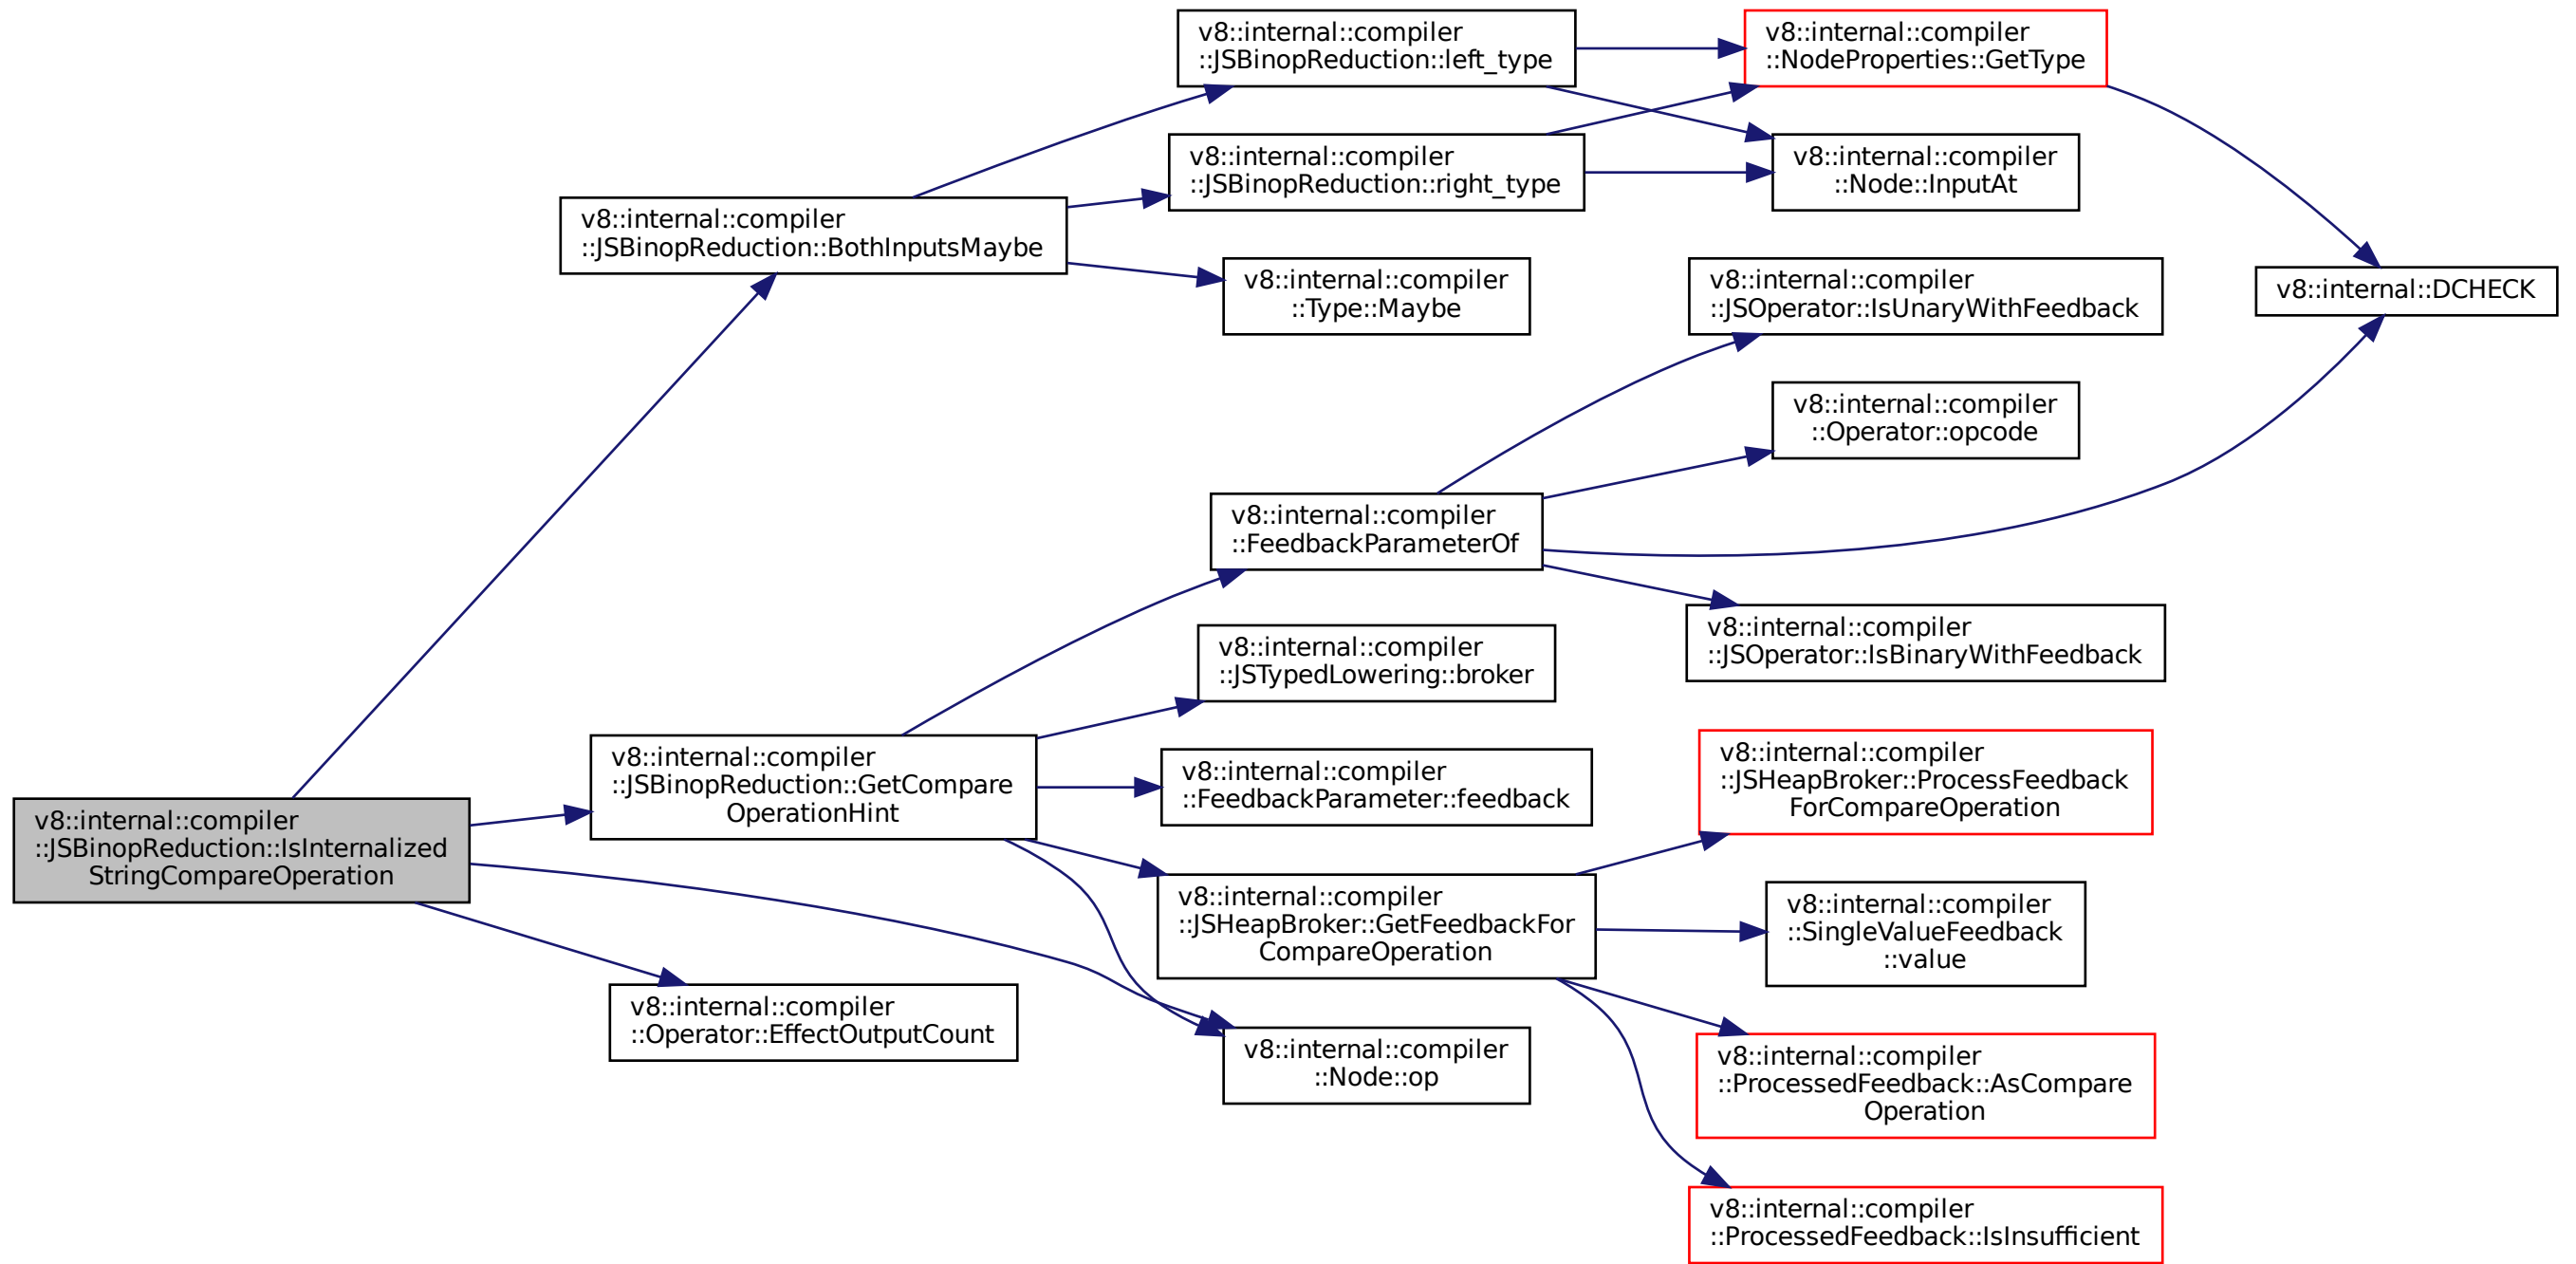 v8::internal::compiler
::JSBinopReduction::IsInternalized
StringCompareOperation
v8::internal::compiler
::JSBinopReduction::BothInputsMaybe
v8::internal::compiler
::JSBinopReduction::left_type
v8::internal::compiler
::NodeProperties::GetType
v8::internal::compiler
::JSBinopReduction::right_type
v8::internal::compiler
::Node::InputAt
v8::internal::compiler
::Type::Maybe
v8::internal::DCHECK
v8::internal::compiler
::JSBinopReduction::GetCompare
OperationHint
v8::internal::compiler
::FeedbackParameterOf
v8::internal::compiler
::JSOperator::IsUnaryWithFeedback
v8::internal::compiler
::Operator::opcode
v8::internal::compiler
::JSOperator::IsBinaryWithFeedback
v8::internal::compiler
::JSTypedLowering::broker
v8::internal::compiler
::FeedbackParameter::feedback
v8::internal::compiler
::JSHeapBroker::GetFeedbackFor
CompareOperation
v8::internal::compiler
::JSHeapBroker::ProcessFeedback
ForCompareOperation
v8::internal::compiler
::SingleValueFeedback
::value
v8::internal::compiler
::ProcessedFeedback::AsCompare
Operation
v8::internal::compiler
::ProcessedFeedback::IsInsufficient
v8::internal::compiler
::Node::op
v8::internal::compiler
::Operator::EffectOutputCount